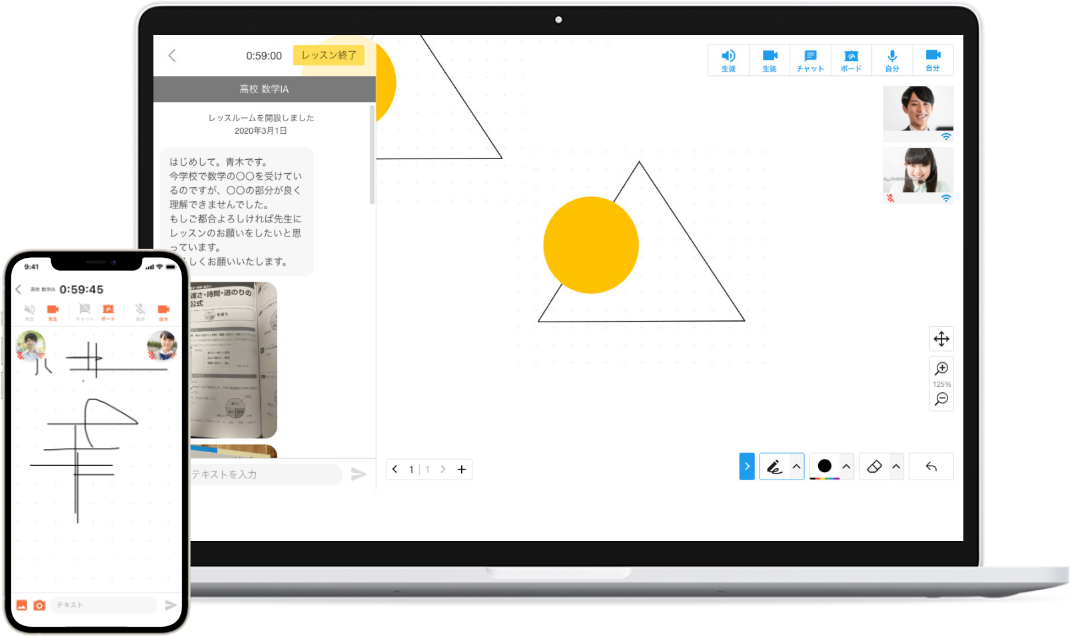 0:59:00
レッスン終了
高校 数学IA
レッスルームを開設しました
2020年3月1日
はじめして。青木です。
今学校で数学の〇〇を受けてい
るのですが、〇〇の部分が良く
理解できませんでした。
もしご都合よろしければ先生に
レッスンのお願いをしたいと思
っています。
しくお願いいたします。
速さ・時間・道のりの
公式
テキストを入力
1
1
生徒
生徒
チャット
ボード
自分
自分
125%
9:41
高校 数学IA
0:59:45
先生
先生
チャット
ボード
自分
自分
テキスト